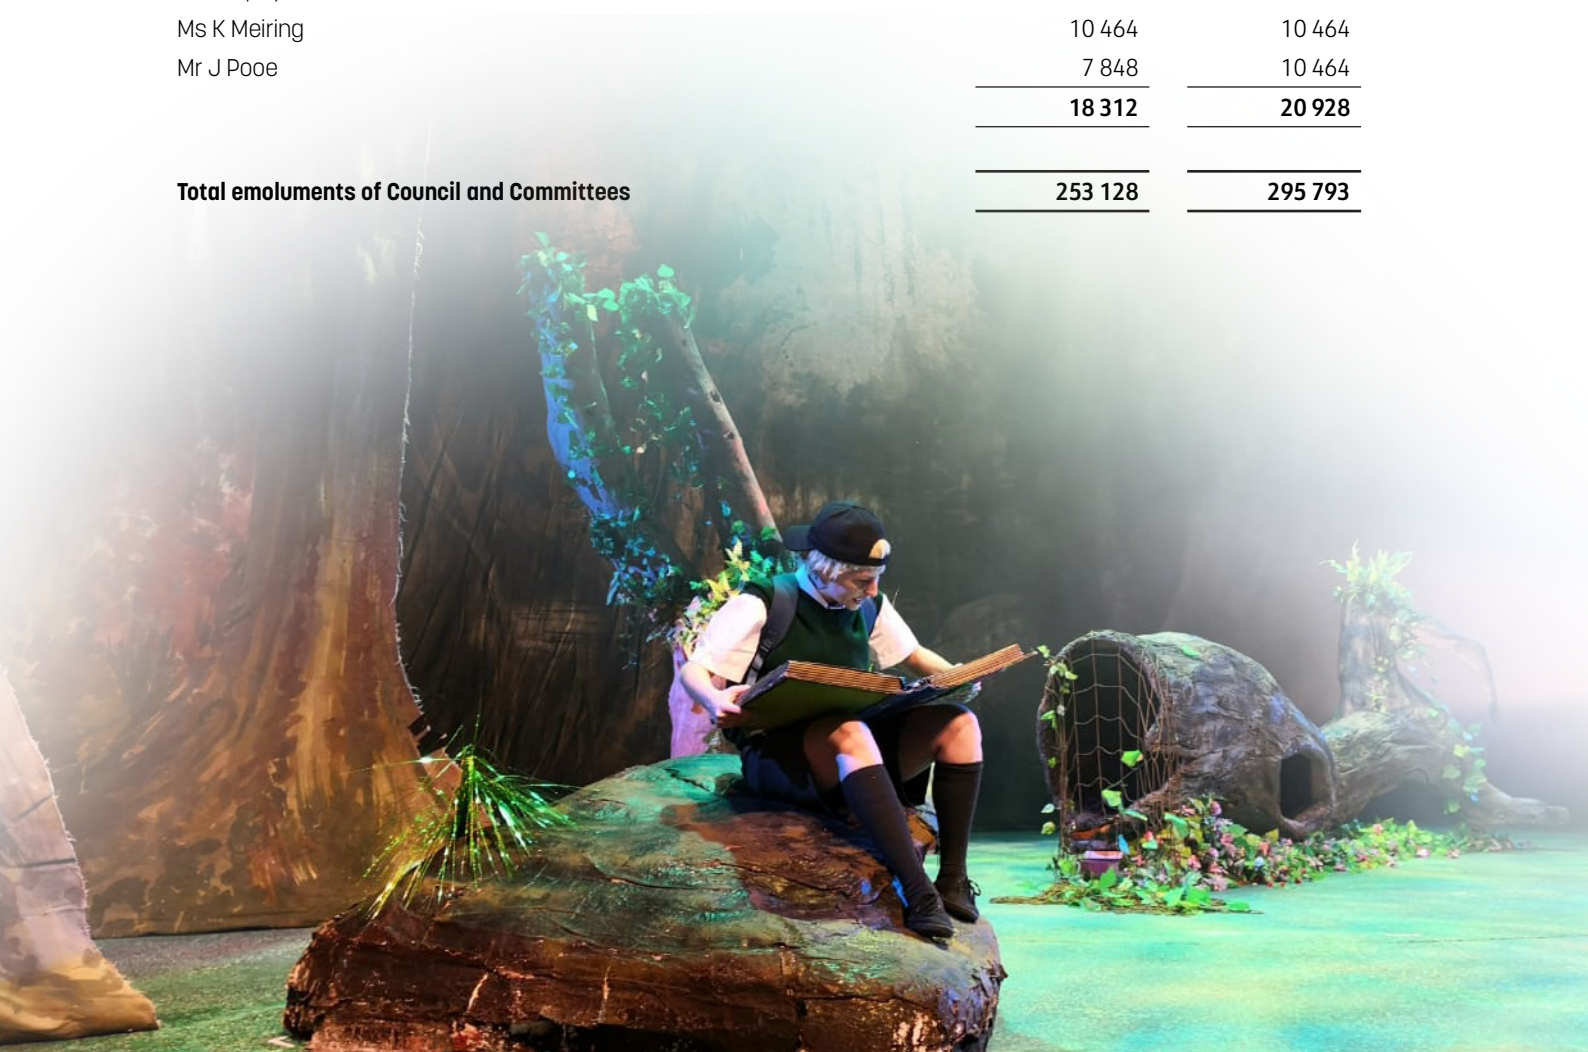 Ms K Meiring 10 464 10 464
Mr J Pooe 7 848 10 464
18 312 20 928
Total emoluments of Council and Committees 253 128 295 793